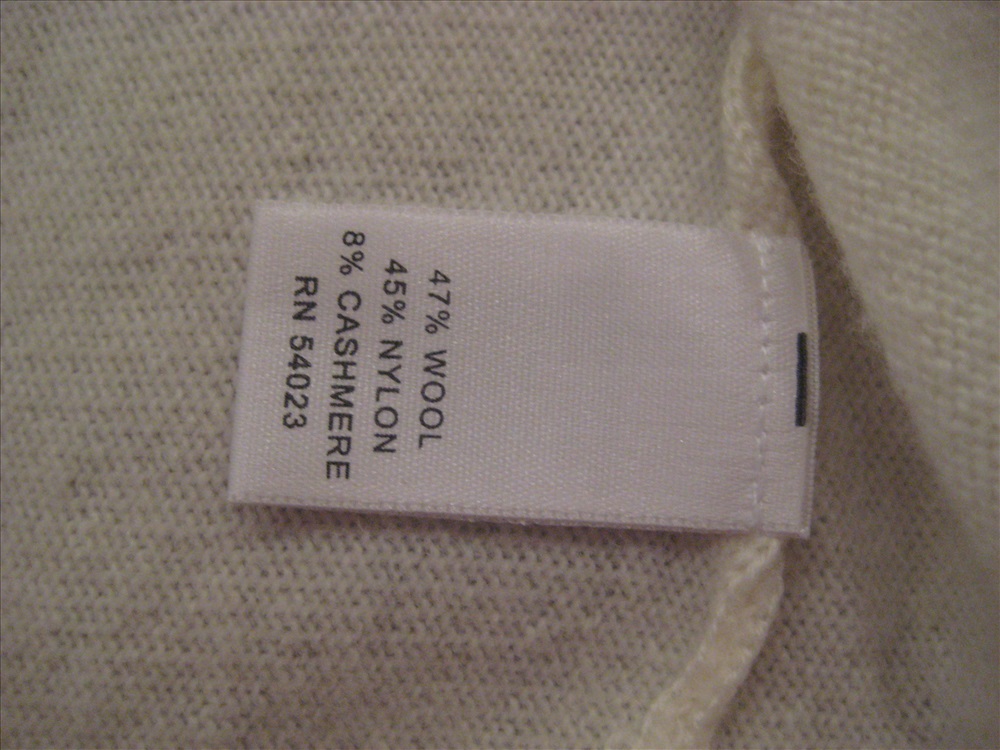 47% WOOL
45% NYLON
8% CASHMERE
RN 54023